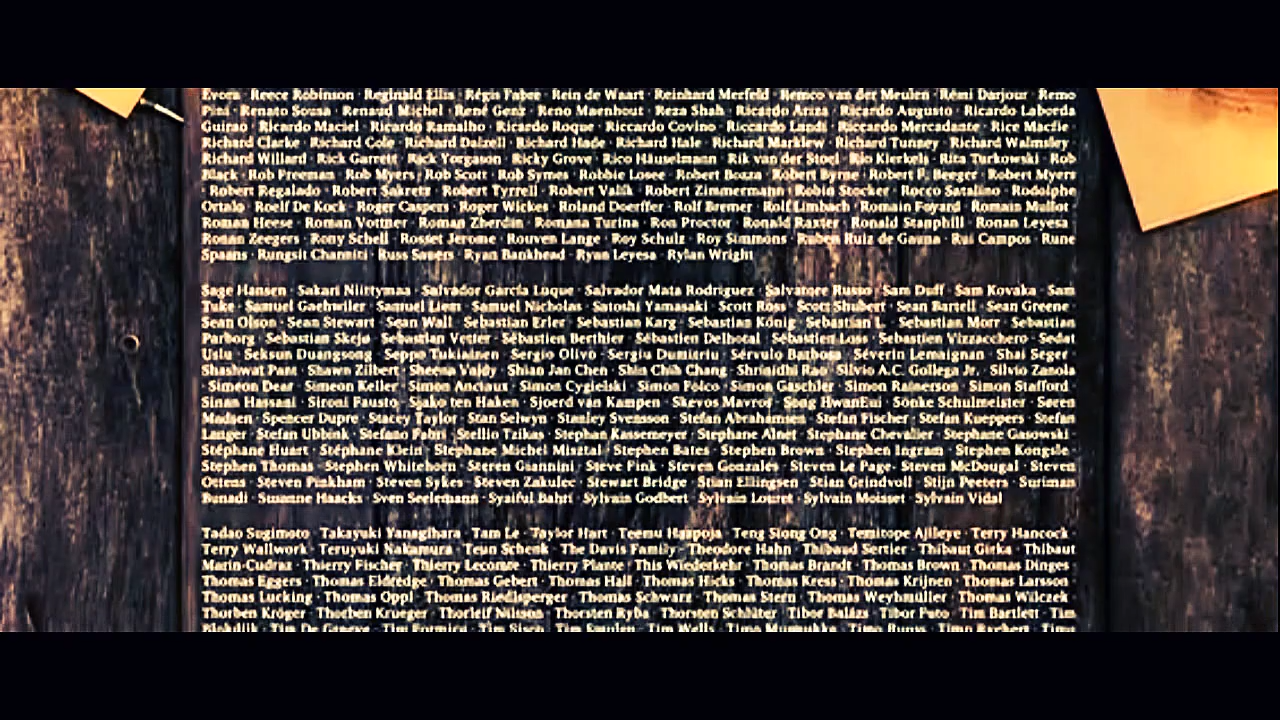 Evora · Reece Robinson · Reginald Ellis · Régis Fabre · Rein de Waart · Reinhard Merfeld · Remco van der Meulen · Rémi Darjour · Remo
Pini · Renato Sousa · Renaud Michel · René Genz · Reno Maenhout · Reza Shah · Ricardo Ariza · Ricardo Augusto · Ricardo Laborda
Guirao · Ricardo Maciel · Ricardo Ramalho · Ricardo Roque · Riccardo Covino · Riccardo Landi · Riccardo Mercadante · Rice Macfie ·
Richard Clarke · Richard Cole · Richard Dalzell · Richard Hade · Richard Hale · Richard Marklew · Richard Tunney · Richard Walmsley ·
Richard Willard · Rick Garrett · Rick Yorgason · Ricky Grove · Rico Häuselmann · Rik van der Stoel · Rio Kierkels · Rita Turkowski · Rob
Black · Rob Freeman · Rob Myers · Rob Scott · Rob Symes · Robbie Losee · Robert Bozza · Robert Byrne · Robert F. Beeger · Robert Myers
· Robert Regalado · Robert Sakretz · Robert Tyrrell · Robert Valik · Robert Zimmermann · Robin Stocker · Rocco Satalino · Rodolphe
Ortalo · Roelf De Kock · Roger Caspers · Roger Wickes · Roland Doerffer · Rolf Bremer · Rolf Limbach · Romain Foyard · Romain Mullot ·
Roman Heese · Roman Vottner · Roman Zherdin · Romana Turina · Ron Proctor · Ronald Raxter · Ronald Stanphill · Ronan Leyesa ·
Ronan Zeegers · Rony Schell · Rosset Jerome · Rouven Lange · Roy Schulz · Roy Simmons · Ruben Ruiz de Gauna · Rui Campos · Rune
Spaans · Rungsit Channiti · Russ Sauers · Ryan Bankhead · Ryan Leyesa · Rylan Wright
Sage Hansen · Sakari Niittymaa · Salvador García Luque · Salvador Mata Rodriguez · Salvatore Russo · Sam Duff · Sam Kovaka · Sam
Tuke · Samuel Gaehwiler · Samuel Liem · Samuel Nicholas · Satoshi Yamasaki · Scott Ross · Scott Shubert · Sean Bartell · Sean Greene ·
Sean Olson · Sean Stewart · Sean Wall · Sebastian Erler · Sebastian Karg · Sebastian König · Sebastian L. · Sebastian Morr · Sebastian
Parborg · Sebastian Skeje · Sebastian Vetter · Sébastien Berthier · Sébastien Delhotal · Sébastien Loss · Sebastien Vizzacchero · Sedat
Uslu · Seksun Duangsong · Seppo Tukiainen · Sergio Olivo · Sergiu Dumitriu · Sérvulo Barbosa · Séverin Lemaignan · Shai Seger ·
Shashwat Pant · Shawn Zilbert · Sheena Vajdy · Shian Jan Chen · Shin Chih Chang · Shrinidhi Rao · Silvio A.C. Gollega Jr. · Silvio Zanola
· Simeon Dear · Simeon Keller · Simon Anciaux · Simon Cygielski · Simon Folco · Simon Gaschler · Simon Rainerson · Simon Stafford ·
Sinan Hassani · Sironi Fausto · Sjako ten Haken · Sjoerd van Kampen · Skevos Mavros · Song HwanEui · Sönke Schulmeister · Søren
Madsen · Spencer Dupre · Stacey Taylor · Stan Selwyn · Stanley Svensson · Stefan Abrahamsen · Stefan Fischer · Stefan Kueppers · Stefan
Langer · Stefan Ubbink · Stefano Fabri · Stellio Tzikas · Stephan Kassemeyer · Stephane Alnet · Stephane Chevalier · Stephane Gasowski ·
Stéphane Huart · Stéphane Klein · Stephane Michel Misztal · Stephen Bates · Stephen Brown · Stephen Ingram · Stephen Kongsle ·
Stephen Thomas · Stephen Whitehorn · Steren Giannini · Steve Pink · Steven Gonzales · Steven Le Page · Steven McDougal · Steven
Ottens · Steven Pinkham · Steven Sykes · Steven Zakulec · Stewart Bridge · Stian Ellingsen · Stian Grindvoll · Stijn Peeters · Suriman
Bunadi · Susanne Haacks · Sven Seelemann · Syaiful Bahri · Sylvain Godbert · Sylvain Louret · Sylvain Moisset · Sylvain Vidal
Tadao Sugimoto · Takayuki Yanagihara · Tam Le · Taylor Hart · Teemu Haapoja · Teng Siong Ong · Temitope Ajileye · Terry Hancock ·
Terry Wallwork · Teruyuki Nakamura · Teun Schenk · The Davis Family · Theodore Hahn · Thibaud Sertier · Thibaut Girka · Thibaut
Marin-Cudraz · Thierry Fischer · Thierry Leconte · Thierry Plante · This Wiederkehr · Thomas Brandt · Thomas Brown · Thomas Dinges ·
Thomas Eggers · Thomas Eldredge · Thomas Gebert · Thomas Hall · Thomas Hicks · Thomas Kress · Thomas Krijnen · Thomas Larsson ·
Thomas Lucking · Thomas Oppl · Thomas Riedlsperger · Thomas Schwarz · Thomas Stern · Thomas Weymüller · Thomas Wilczek ·
Thorben Kröger · Thorben Krueger · Thorleif Nilsson · Thorsten Ryba · Thorsten Schlüter · Tibor Balázs · Tibor Pato · Tim Bartlett · Tim
Tim De · Tim Formica · Tim · Tim · Tim Wells · Timo · Timo · Timo · Timo